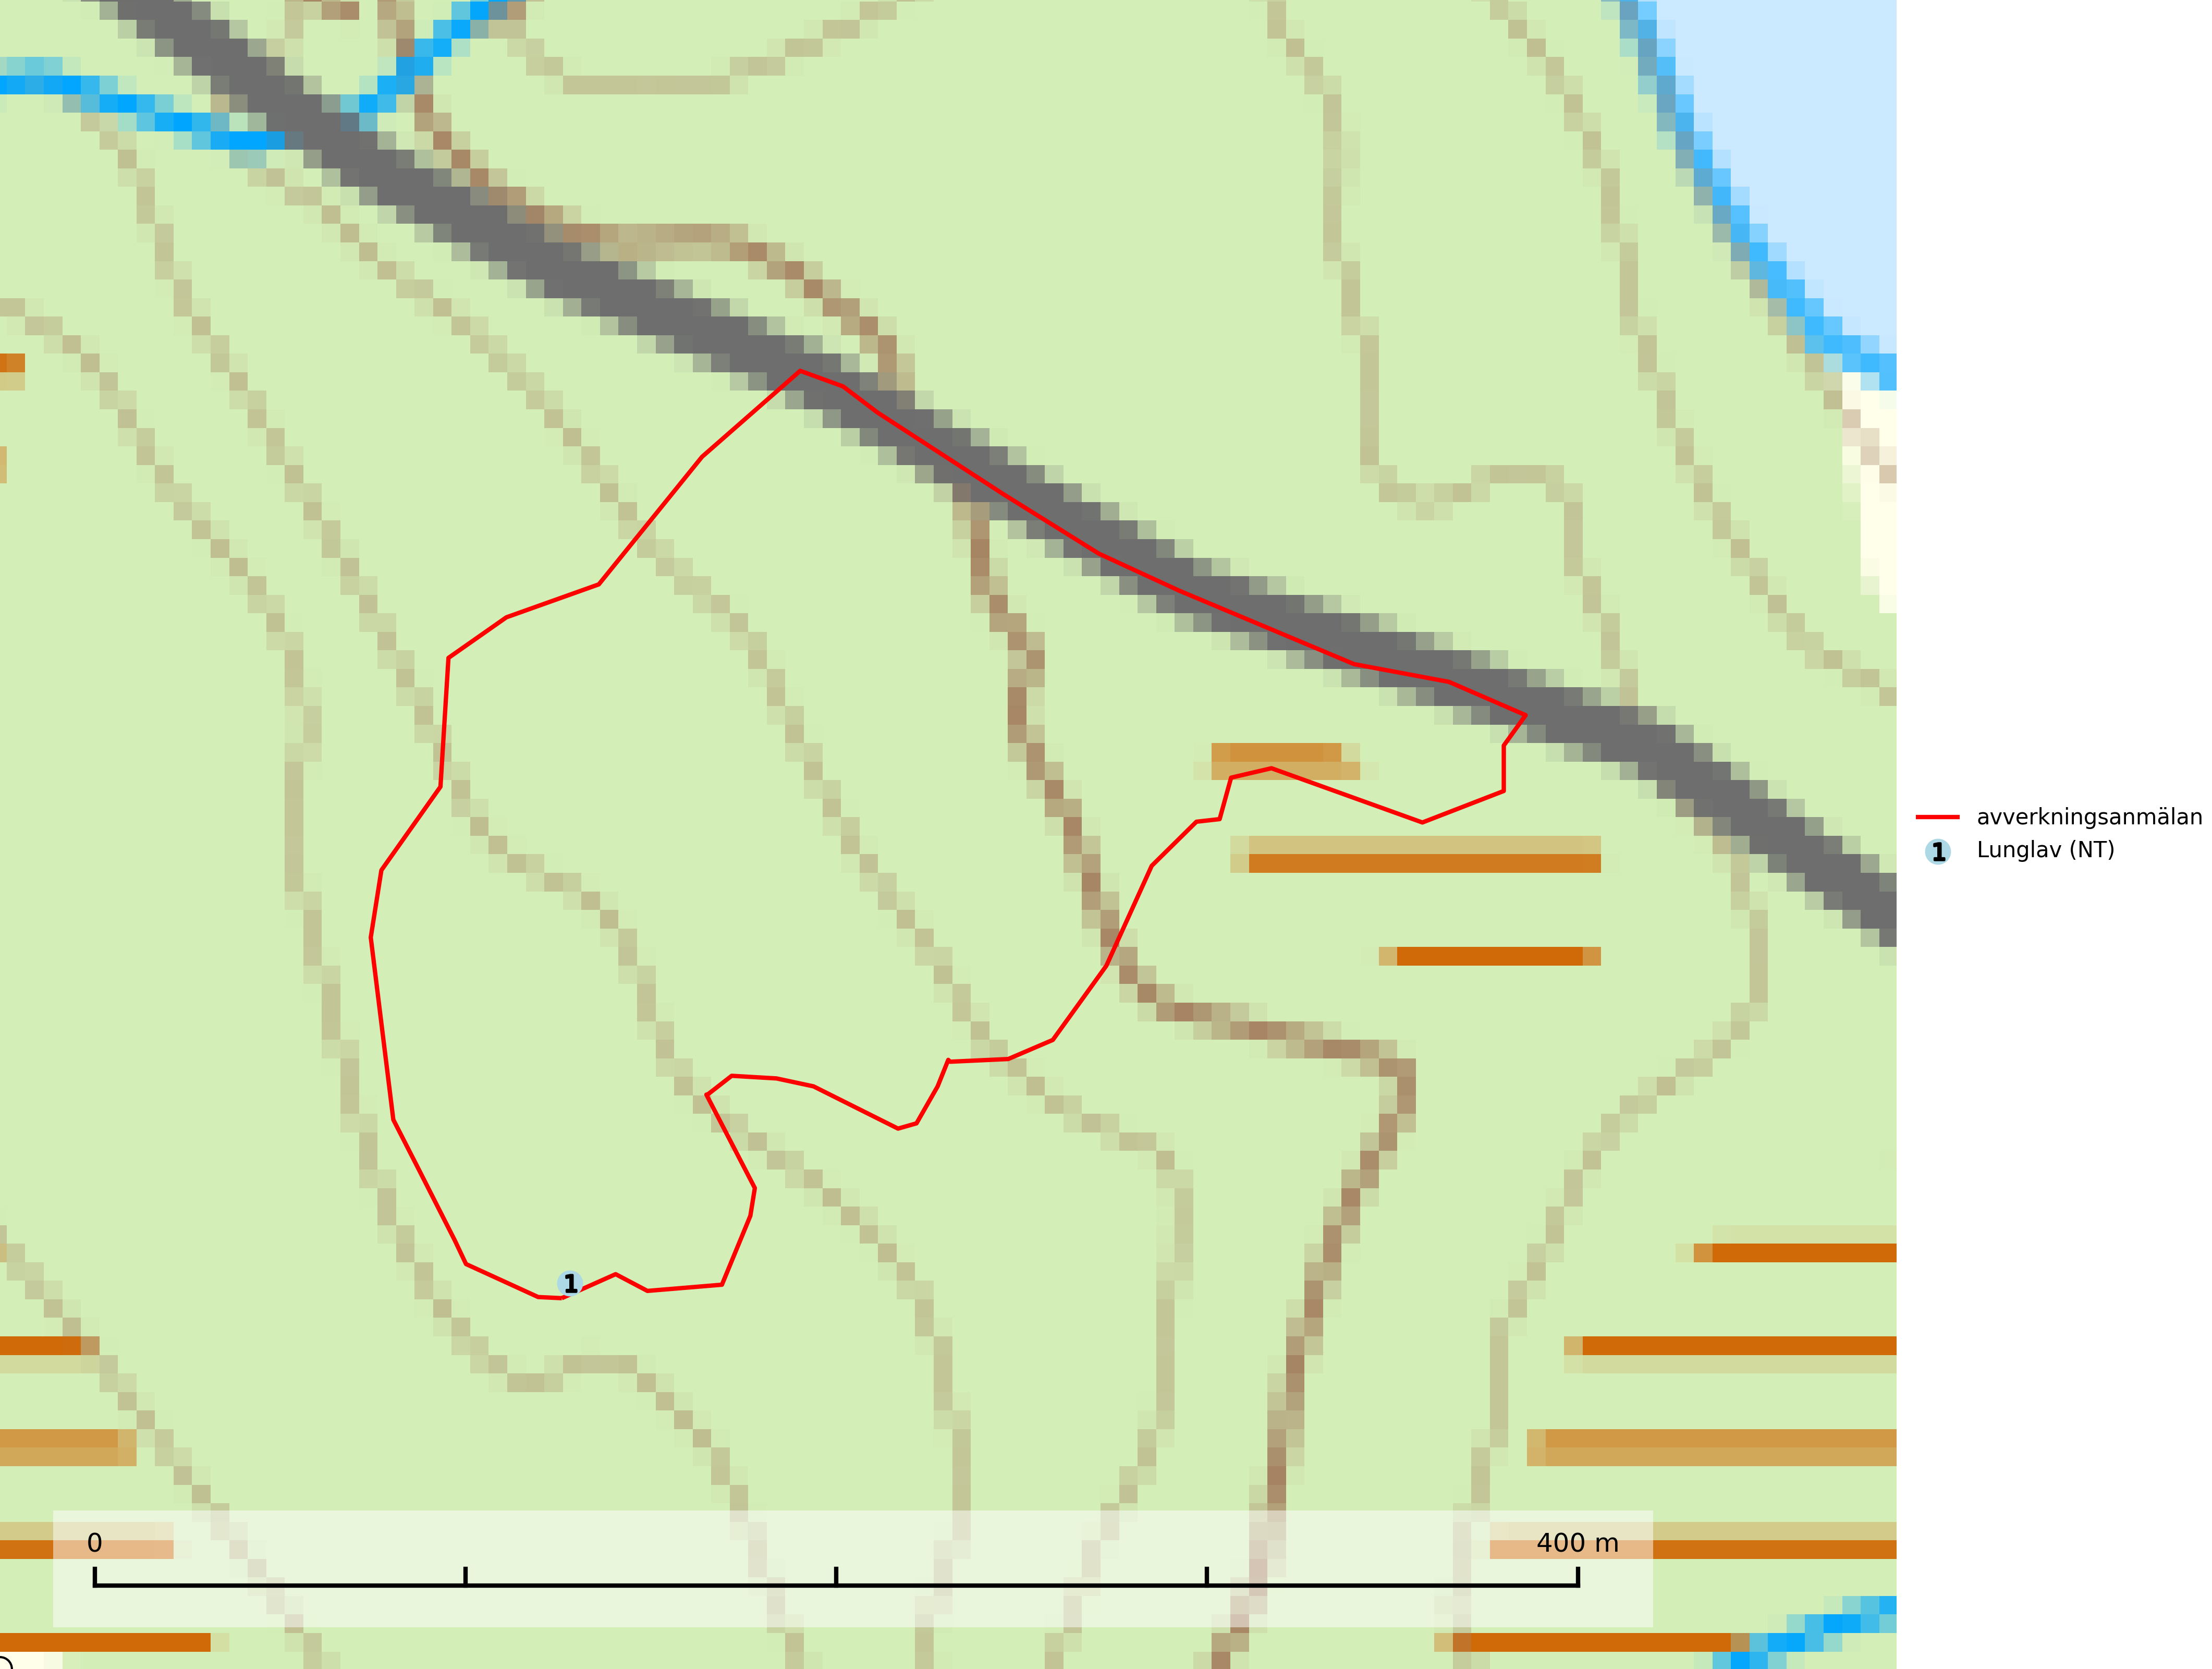 avverkningsanmälan
1 Lunglav (NT)
1
0 400 m